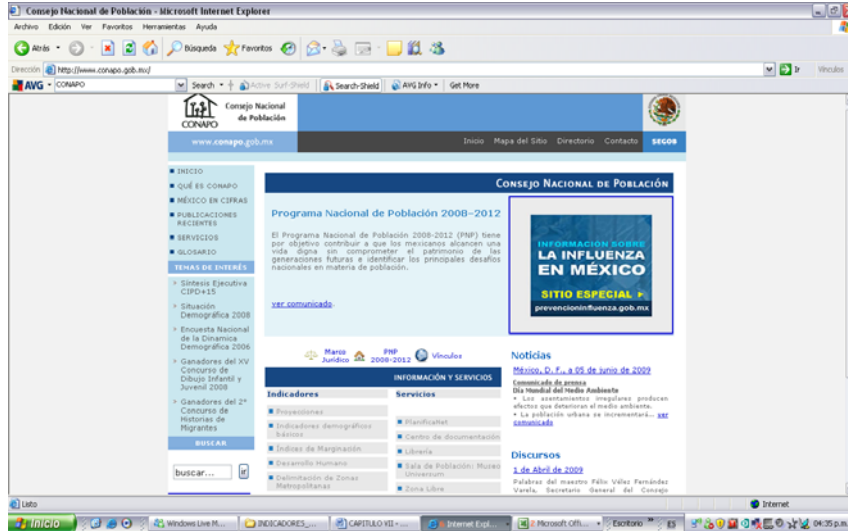 Consejo Nacional de Población - Microsoft Internet Explorer
Archivo Edición Ver Favoritos Herramientas Ayuda
Atrás Búsqueda Favoritos
Dirección http://www.conapo.gob.mx/ Ir Vínculos
AVG CONAPO Search Active Surf-Shield Search-Shield AVG Info Get More
CONAPO
Consejo Nacional
de Población
www.conapo.gob.mx
Inicio Mapa del Sitio Directorio Contacto SEGOB
INICIO
QUÉ ES CONAPO
MÉXICO EN CIFRAS
PUBLICACIONES
RECIENTES
SERVICIOS
GLOSARIO
TEMAS DE INTERÉS
Síntesis Ejecutiva
CIPD+15
Situación
Demográfica 2008
Encuesta Nacional
de la Dinamica
Demográfica 2006
Ganadores del XV
Concurso de
Dibujo Infantil y
Juvenil 2008
Ganadores del 2°
Concurso de
Historias de
Migrantes
BUSCAR
buscar... ir
CONSEJO NACIONAL DE POBLACIÓN
Programa Nacional de Población 2008-2012
El Programa Nacional de Población 2008-2012 (PNP) tiene
por objetivo contribuir a que los mexicanos alcancen una
vida digna sin comprometer el patrimonio de las
generaciones futuras e identificar los principales desafíos
nacionales en materia de población.
ver comunicado.
INFORMACIÓN SOBRE
LA INFLUENZA
EN MÉXICO
SITIO ESPECIAL
prevencioninfluenza.gob.mx
Marco
Jurídico
PNP
2008-2012
Vínculos
INFORMACIÓN Y SERVICIOS
Indicadores
Proyecciones
Indicadores demográficos
básicos
Índices de Marginación
Desarrollo Humano
Delimitación de Zonas
Metropolitanas
Servicios
PlanificaNet
Centro de documentación
Librería
Sala de Población: Museo
Universum
Zona Libre
Noticias
México, D. F., a 05 de junio de 2009
Comunicado de prensa
Día Mundial del Medio Ambiente
• Los asentamientos irregulares producen
efectos que deterioran el medio ambiente.
• La población urbana se incrementará... ver
comunicado
Discursos
1 de Abril de 2009
Palabras del maestro Félix Vélez Fernández
Varela, Secretario General del Consejo
Listo Internet
Inicio Windows Live M... INDICADORES_... CAPITULO VII - ... Internet Expl... 2 Microsoft Offi... Escritorio ES 04:35 p.m.